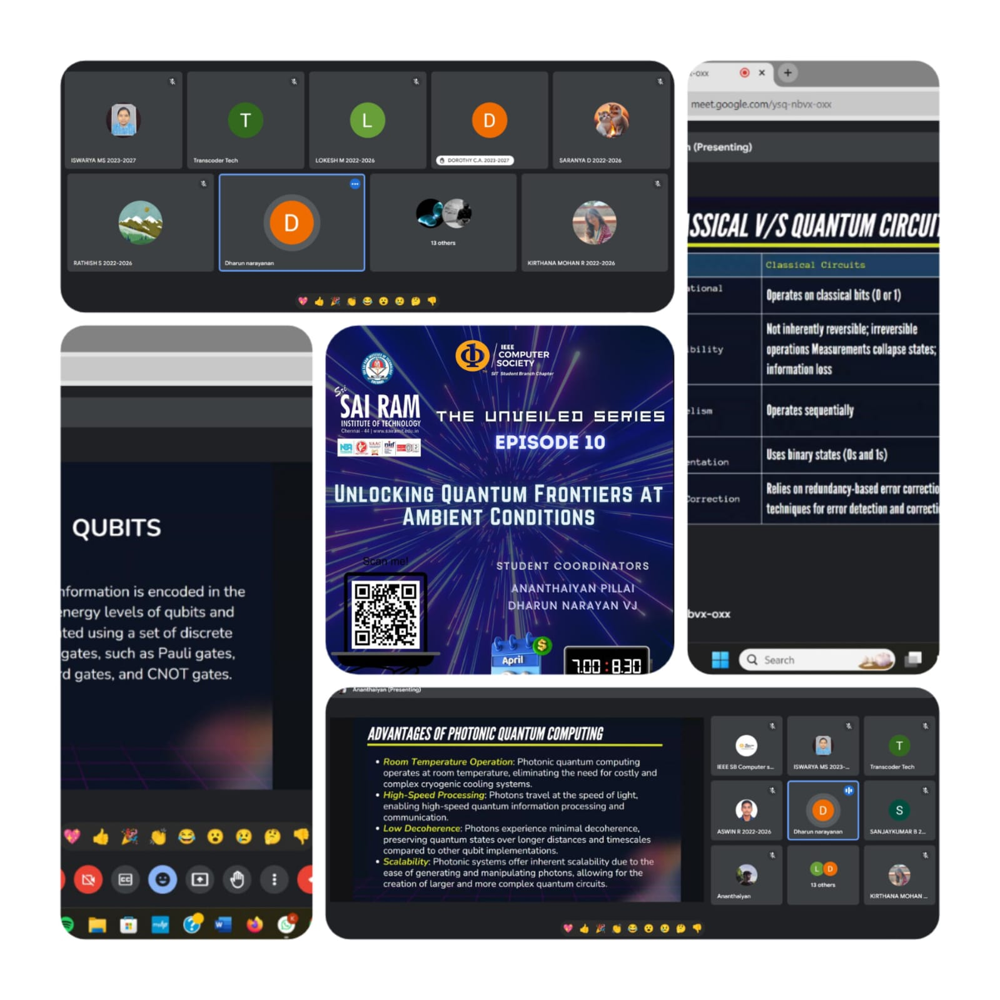 ISWARYA MS 2023-2027
T
Transcoder Tech
L
LOKESH M 2022-2026
D
DOROTHY C.A. 2023-2027
SARANYA D 2022-2026
RATHISH S 2022-2026
D
Dharun narayanan
13 others
KIRTHANA MOHAN R 2022-2026
-oxx
meet.google.com/ysq-nbvx-oxx
(Presenting)
SSICAL V/S QUANTUM CIRCUI
Classical Circuits
ational
Operates on classical bits (0 or 1)
bility
Not inherently reversible; irreversible
operations Measurements collapse states;
information loss
elism
Operates sequentially
entation
Uses binary states (0s and 1s)
Correction
Relies on redundancy-based error correctio
techniques for error detection and correcti
bvx-oxx
Search
QUBITS
nformation is encoded in the
energy levels of qubits and
ted using a set of discrete
gates, such as Pauli gates,
rd gates, and CNOT gates.
CC
IEEE
COMPUTER
SOCIETY
SIT Student Branch Chapter
Sri
SAI RAM
INSTITUTE OF TECHNOLOGY
Chennai - 44 | www.sairamit.edu.in
NBA
NAAC
nirf
THE UNVEILED SERIES
EPISODE 10
UNLOCKING QUANTUM FRONTIERS AT
AMBIENT CONDITIONS
Scan me!
STUDENT COORDINATORS
ANANTHAIYAN PILLAI
DHARUN NARAYAN VJ
April
7.00 : 8.30
Ananthaiyan (Presenting)
ADVANTAGES OF PHOTONIC QUANTUM COMPUTING
• Room Temperature Operation: Photonic quantum computing
operates at room temperature, eliminating the need for costly and
complex cryogenic cooling systems.
• High-Speed Processing: Photons travel at the speed of light,
enabling high-speed quantum information processing and
communication.
• Low Decoherence: Photons experience minimal decoherence,
preserving quantum states over longer distances and timescales
compared to other qubit implementations.
• Scalability: Photonic systems offer inherent scalability due to the
ease of generating and manipulating photons, allowing for the
creation of larger and more complex quantum circuits.
IEEE SB Computer s...
ISWARYA MS 2023-...
T
Transcoder Tech
ASWIN R 2022-2026
D
Dharun narayanan
S
SANJAYKUMAR B 2...
Ananthaiyan
L D
13 others
KIRTHANA MOHAN ...